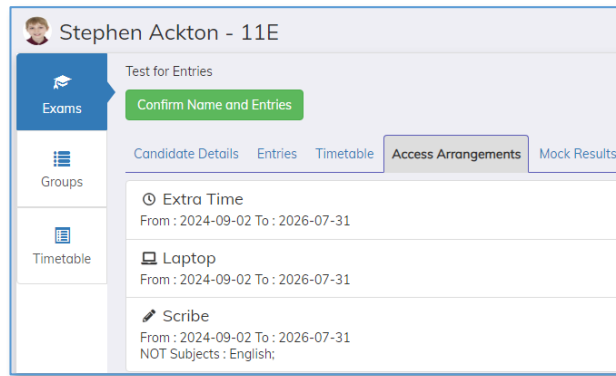 Stephen Ackton - 11E
Exams
Groups
Timetable
Test for Entries
Confirm Name and Entries
Candidate Details Entries Timetable Access Arrangements Mock Results
Extra Time
From : 2024-09-02 To : 2026-07-31
Laptop
From : 2024-09-02 To : 2026-07-31
Scribe
From : 2024-09-02 To : 2026-07-31
NOT Subjects : English;